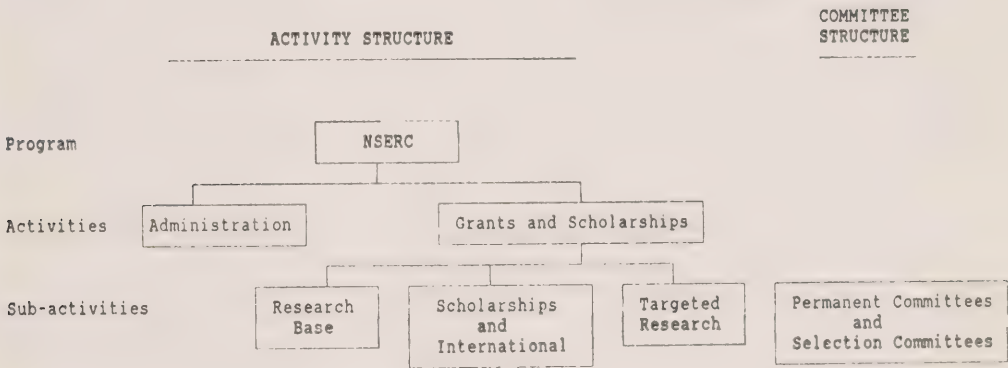 COMMITTEE
ACTIVITY STRUCTURE STRUCTURE
Program NSERC
Activities Administration Grants and Scholarships
Sub-activities Research Scholarships Targeted Permanent Committees
Base and Research and
International Selection Committees